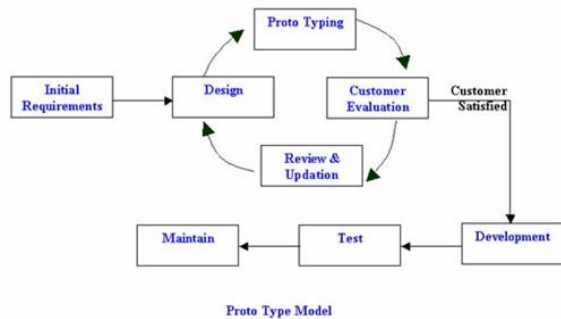 Proto Typing
Initial
Requirements
Design
Customer
Evaluation
Customer
Satisfied
Review &
Updation
Maintain
Test
Development
Proto Type Model